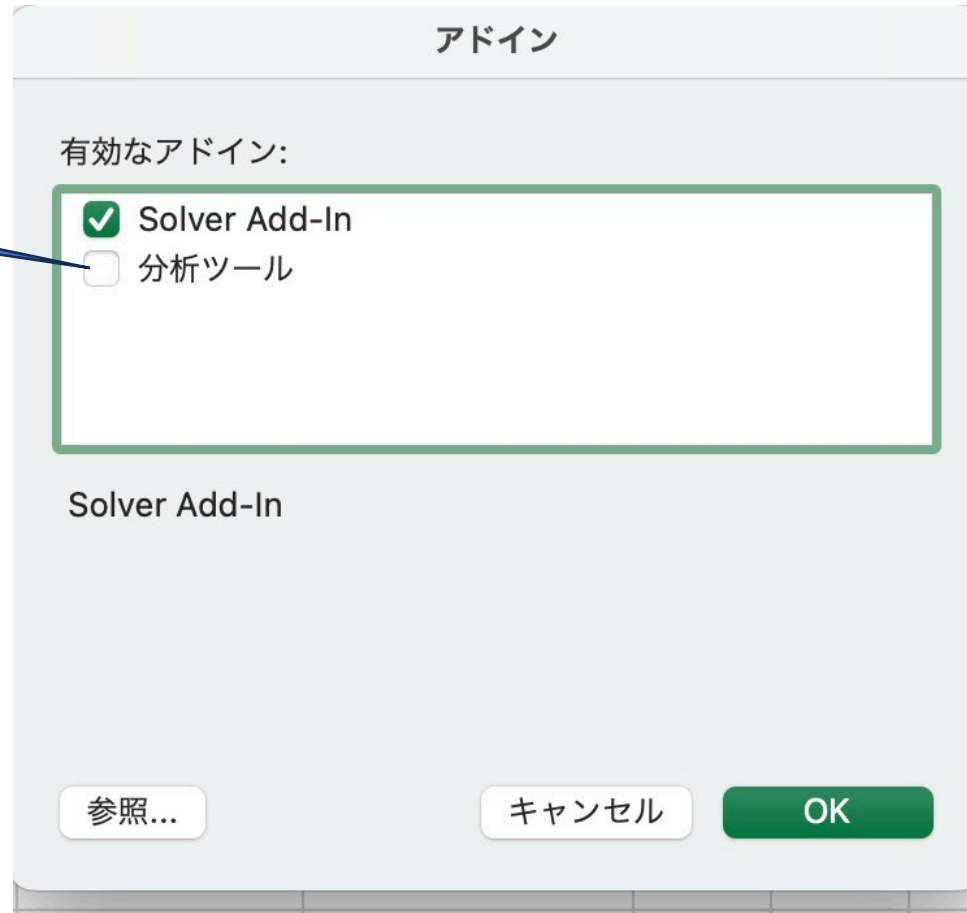 アドイン
有効なアドイン:
Solver Add-In
分析ツール
Solver Add-In
参照... キャンセル OK